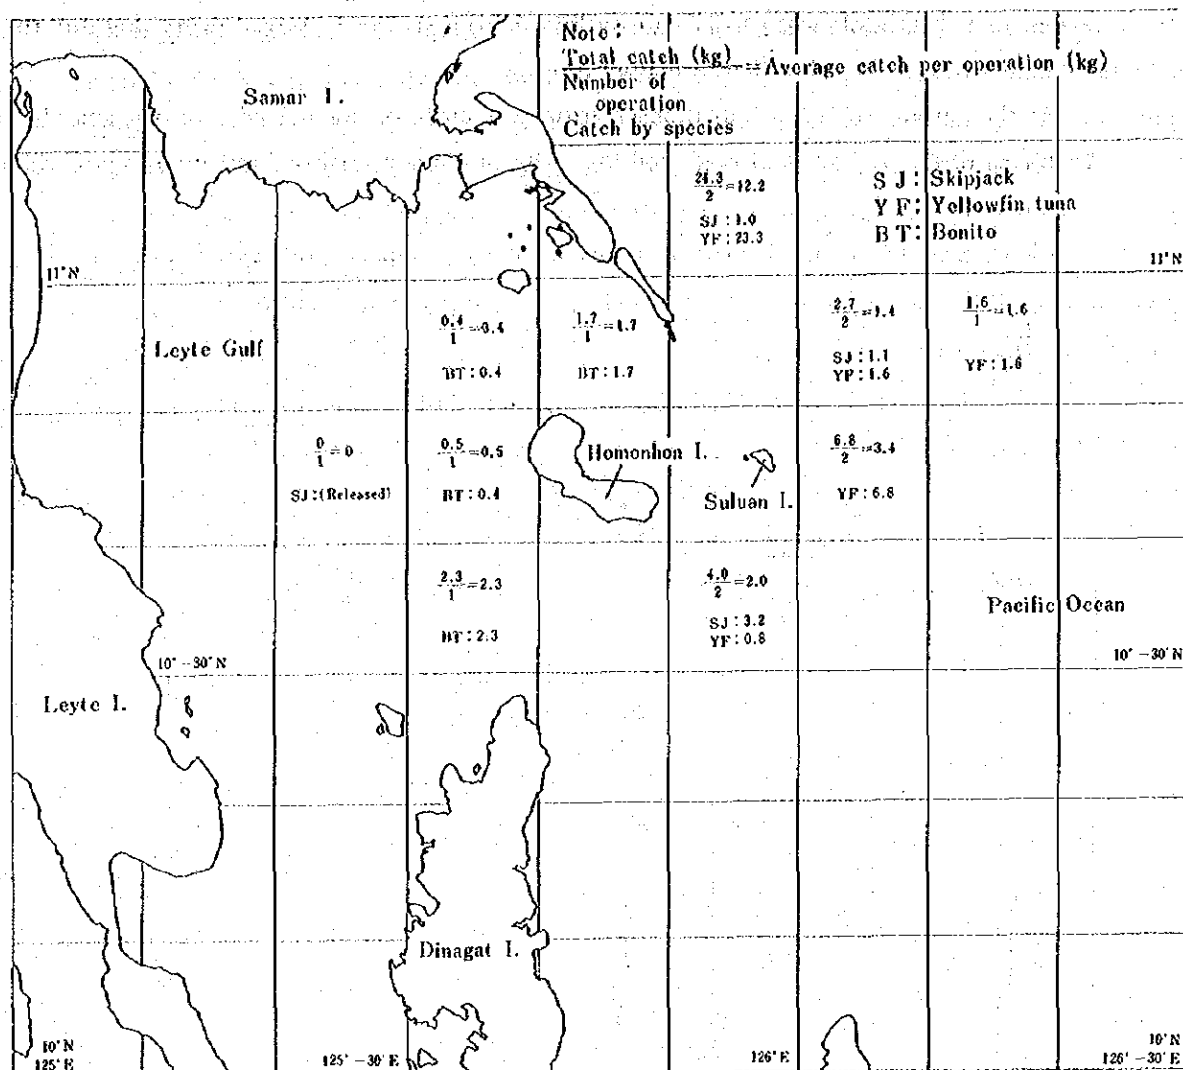 Note :
Total catch (kg) = Average catch per operation (kg)
Number of
operation
Catch by species
Samar I.
24.3/2 = 12.2
SJ : 1.0
YF : 23.3
S J : Skipjack
Y F : Yellowfin tuna
B T : Bonito
11° N
11° N
Leyte Gulf
0.4/1 = 0.4
BT : 0.4
1.7/1 = 1.7
BT : 1.7
2.7/2 = 1.4
SJ : 1.1
YF : 1.6
1.6/1 = 1.6
YF : 1.6
0/1 = 0
SJ : (Released)
0.5/1 = 0.5
BT : 0.4
Homonhon I.
Suluan I.
6.8/2 = 3.4
YF : 6.8
2.3/1 = 2.3
BT : 2.3
4.0/2 = 2.0
SJ : 3.2
YF : 0.8
Pacific Ocean
10° -30' N
10° -30' N
Leyte I.
Dinagat I.
10° N
125° E
125° -30' E
126° E
10° N
126° -30' E